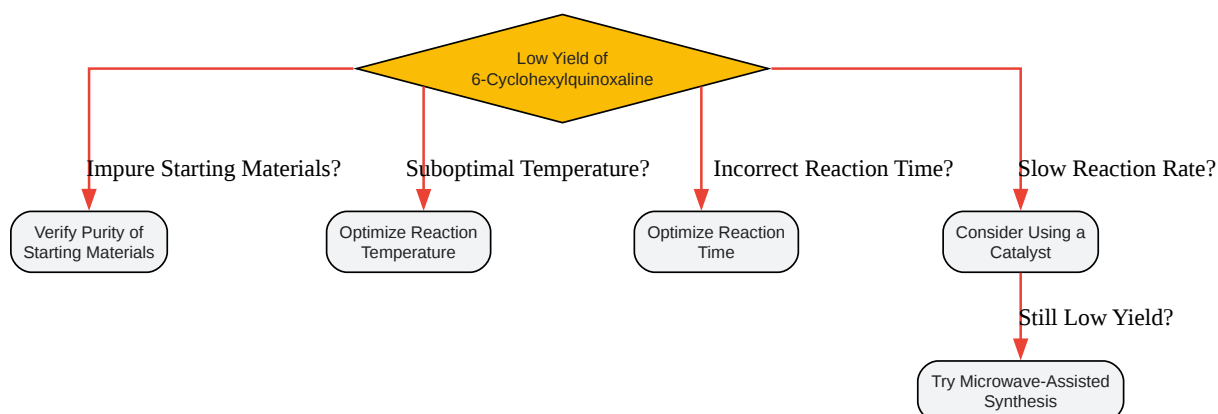 Low Yield of
6-Cyclohexylquinoxaline
Impure Starting Materials?
Suboptimal Temperature?
Incorrect Reaction Time?
Slow Reaction Rate?
Verify Purity of
Starting Materials
Optimize Reaction
Temperature
Optimize Reaction
Time
Consider Using a
Catalyst
Still Low Yield?
Try Microwave-Assisted
Synthesis